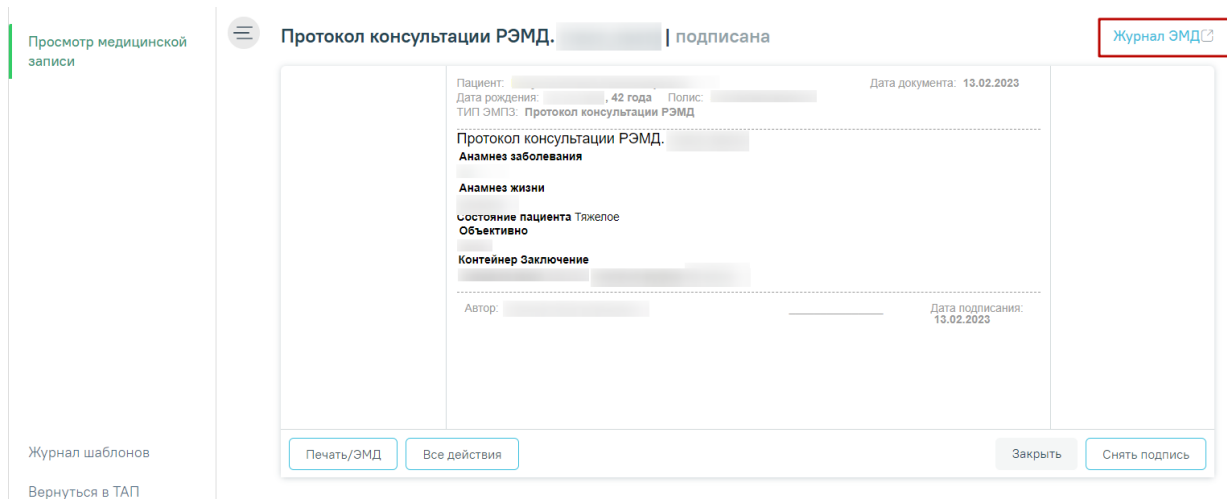 Просмотр медицинской
записи
Протокол консультации РЭМД. | подписана
Журнал ЭМД
Пациент:
Дата документа: 13.02.2023
Дата рождения: , 42 года Полис:
ТИП ЭМПЗ: Протокол консультации РЭМД
Протокол консультации РЭМД.
Анамнез заболевания
Анамнез жизни
Состояние пациента Тяжелое
Объективно
Контейнер Заключение
Автор:
Дата подписания:
13.02.2023
Печать/ЭМД
Все действия
Закрыть
Снять подпись
Журнал шаблонов
Вернуться в ТАП